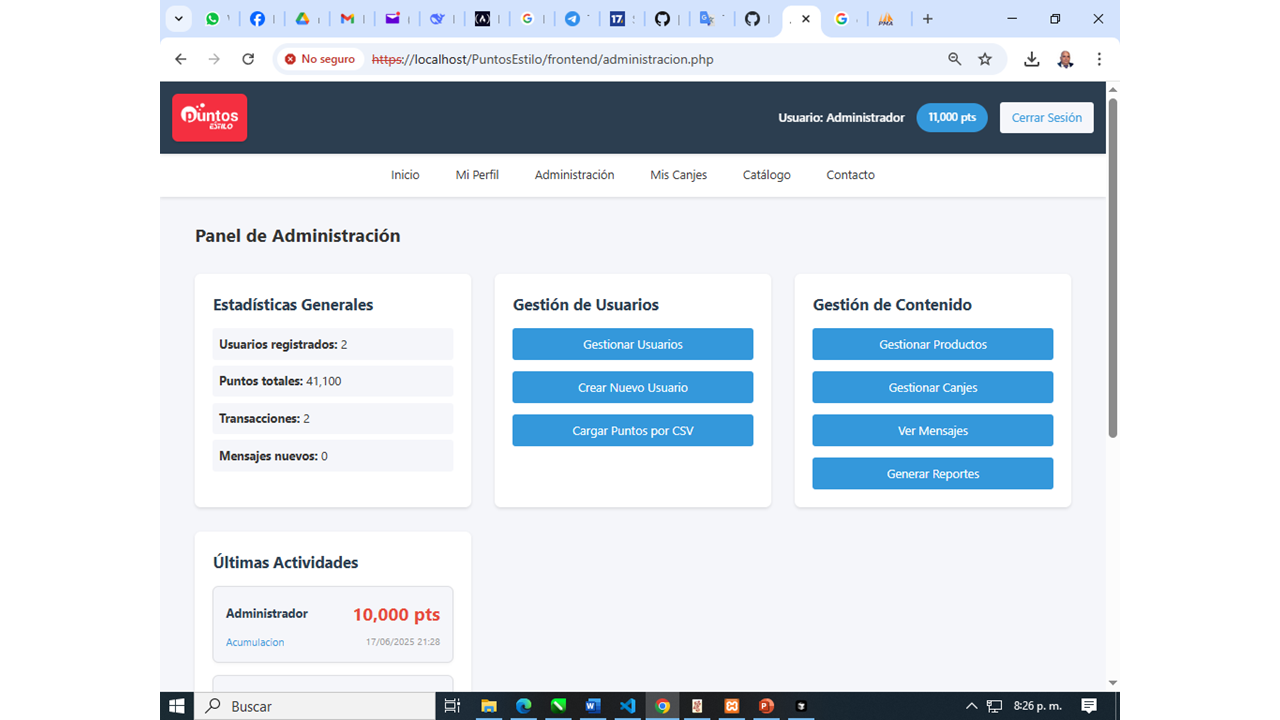 No seguro
https://localhost/PuntosEstilo/frontend/administracion.php
puntos
ESTILO
Usuario: Administrador
11,000 pts
Cerrar Sesión
Inicio
Mi Perfil
Administración
Mis Canjes
Catálogo
Contacto
Panel de Administración
Estadísticas Generales
Usuarios registrados: 2
Puntos totales: 41,100
Transacciones: 2
Mensajes nuevos: 0
Gestión de Usuarios
Gestionar Usuarios
Crear Nuevo Usuario
Cargar Puntos por CSV
Gestión de Contenido
Gestionar Productos
Gestionar Canjes
Ver Mensajes
Generar Reportes
Últimas Actividades
Administrador
10,000 pts
Acumulacion
17/06/2025 21:28
Buscar
8:26 p. m.